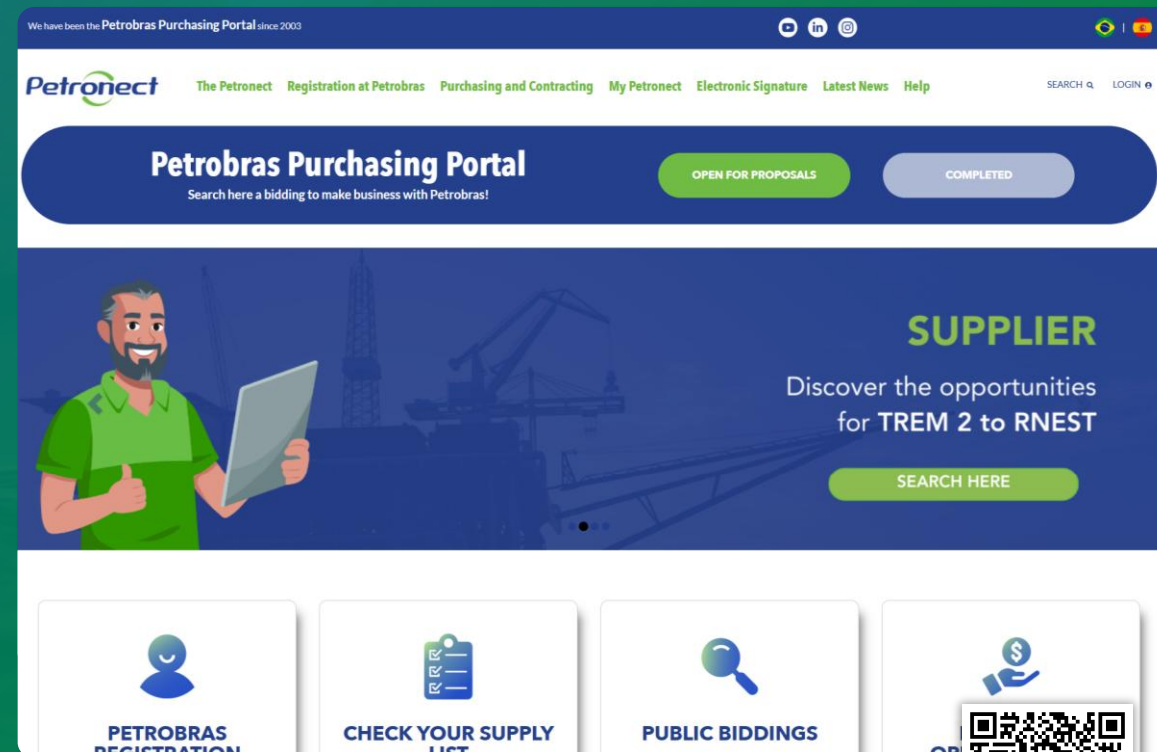 We have been the Petrobras Purchasing Portal since 2003
Petronect
The Petronect Registration at Petrobras Purchasing and Contracting My Petronect Electronic Signature Latest News Help
SEARCH LOGIN
Petrobras Purchasing Portal
Search here a bidding to make business with Petrobras!
OPEN FOR PROPOSALS
COMPLETED
SUPPLIER
Discover the opportunities
for TREM 2 to RNEST
SEARCH HERE
PETROBRAS
REGISTRATION
CHECK YOUR SUPPLY
LIST
PUBLIC BIDDINGS